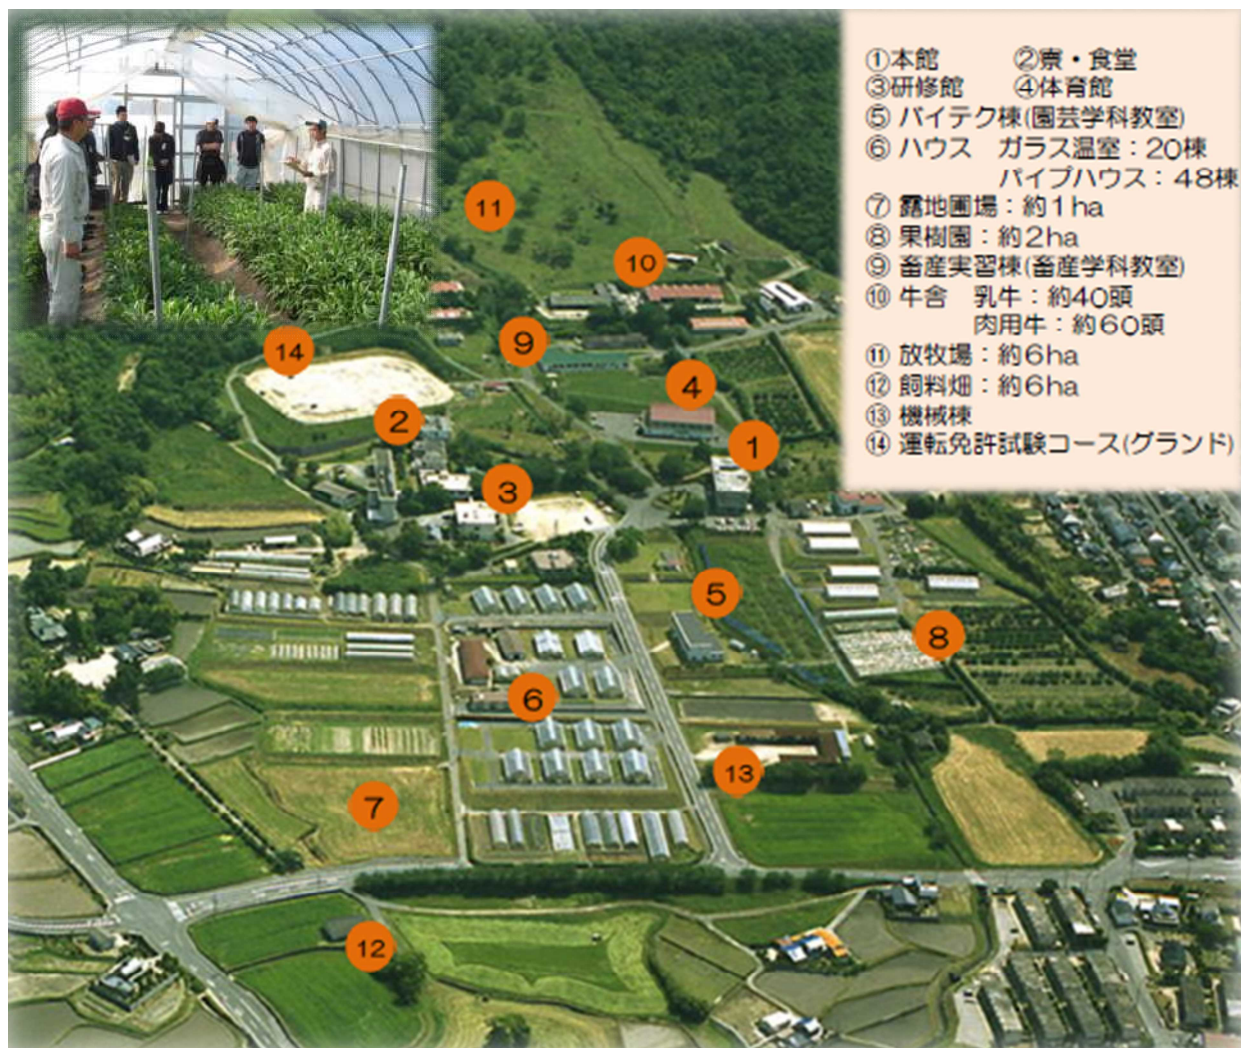 ①本館 ②寮・食堂
③研修館 ④体育館
⑤ バイテク棟(園芸学科教室)
⑥ ハウス ガラス温室：20棟
パイプハウス：48棟
⑦ 露地圃場：約1ha
⑧ 果樹園：約2ha
⑨ 畜産実習棟(畜産学科教室)
⑩ 牛舎 乳牛：約40頭
肉用牛：約60頭
⑪ 放牧場：約6ha
⑫ 飼料畑：約6ha
⑬ 機械棟
⑭ 運転免許試験コース(グランド)
11
10
14
9
4
2
1
3
5
8
6
13
7
12